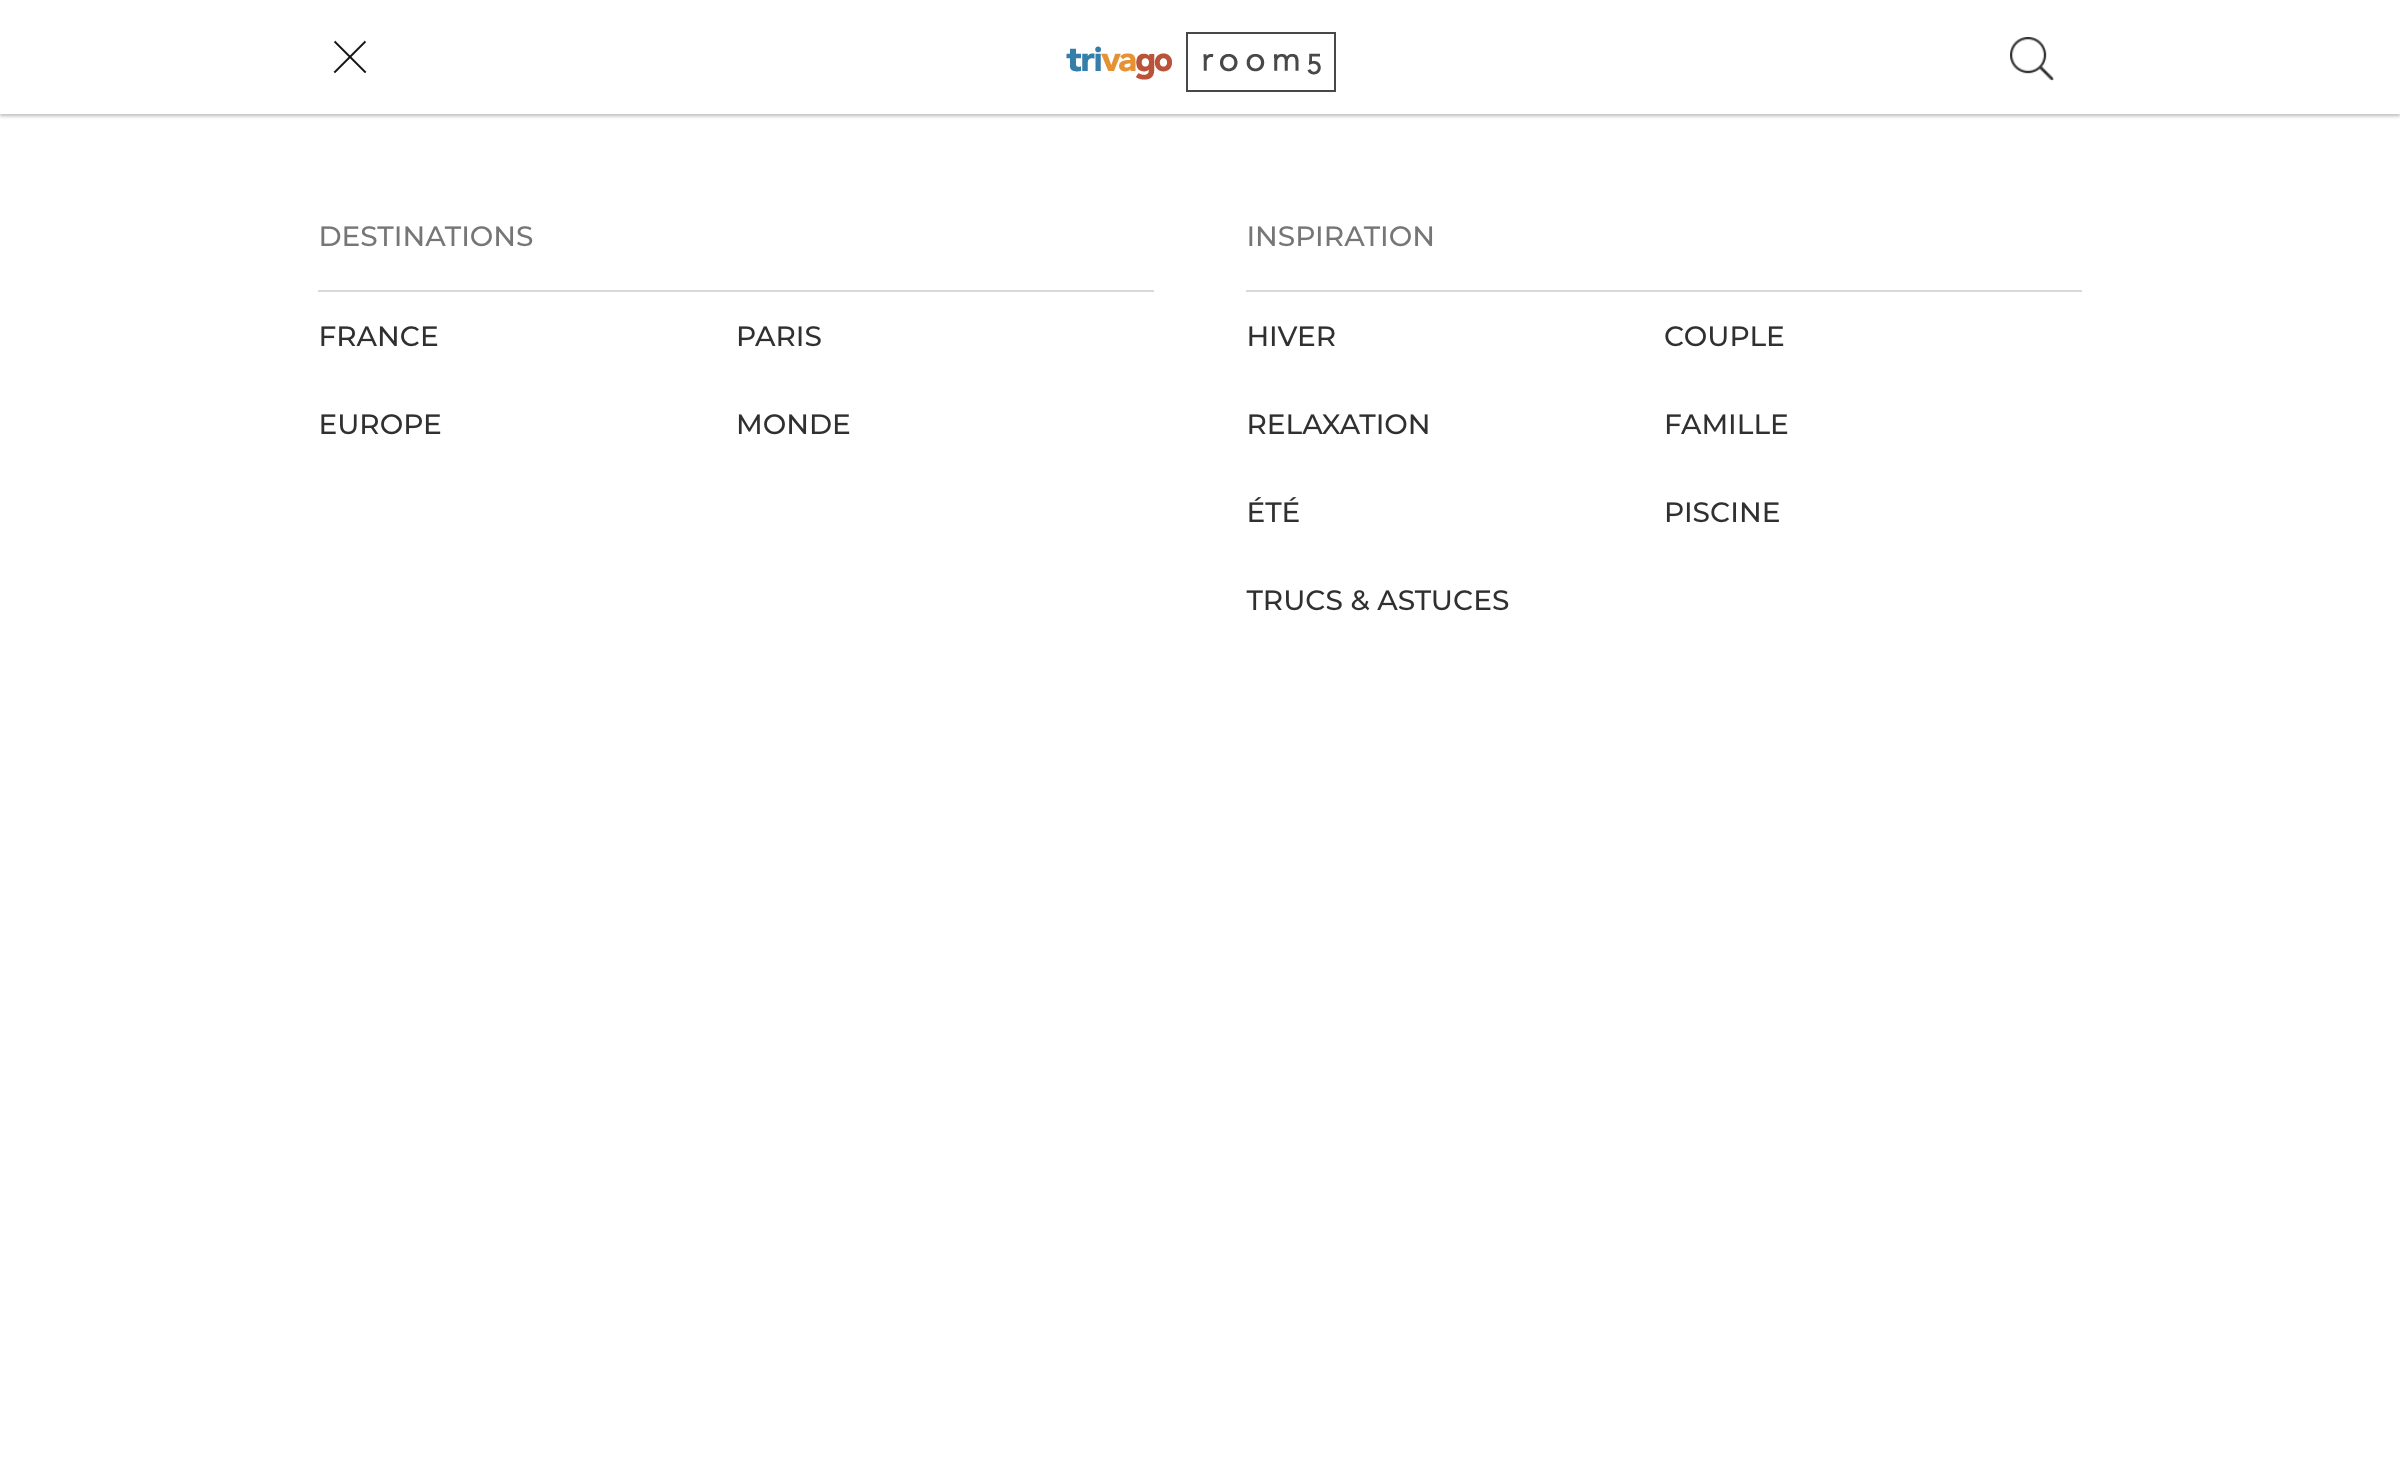 trivago room5
DESTINATIONS
FRANCE
PARIS
EUROPE
MONDE
INSPIRATION
HIVER
COUPLE
RELAXATION
FAMILLE
ÉTÉ
PISCINE
TRUCS & ASTUCES